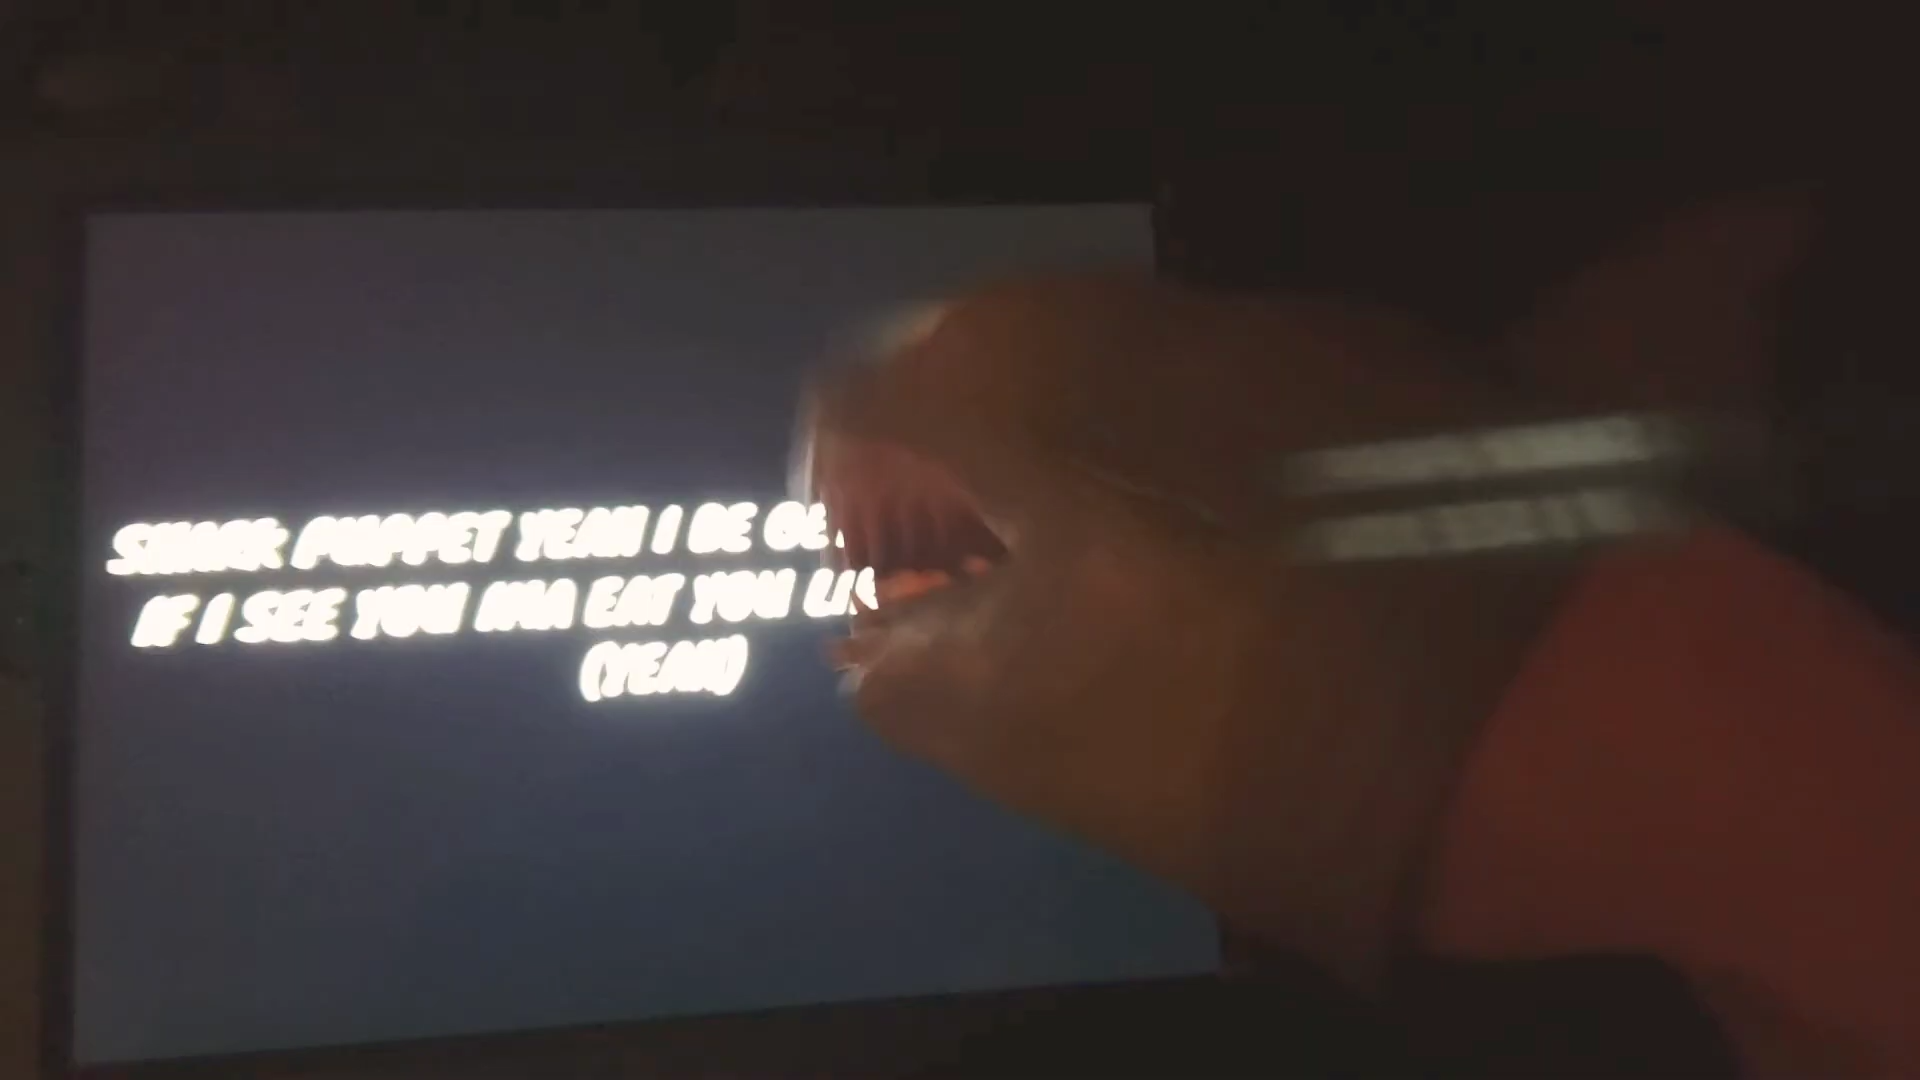 SHARK PUPPET YEAH I BE
IF I SEE YOU IMA EAT YOU
(YEAH)